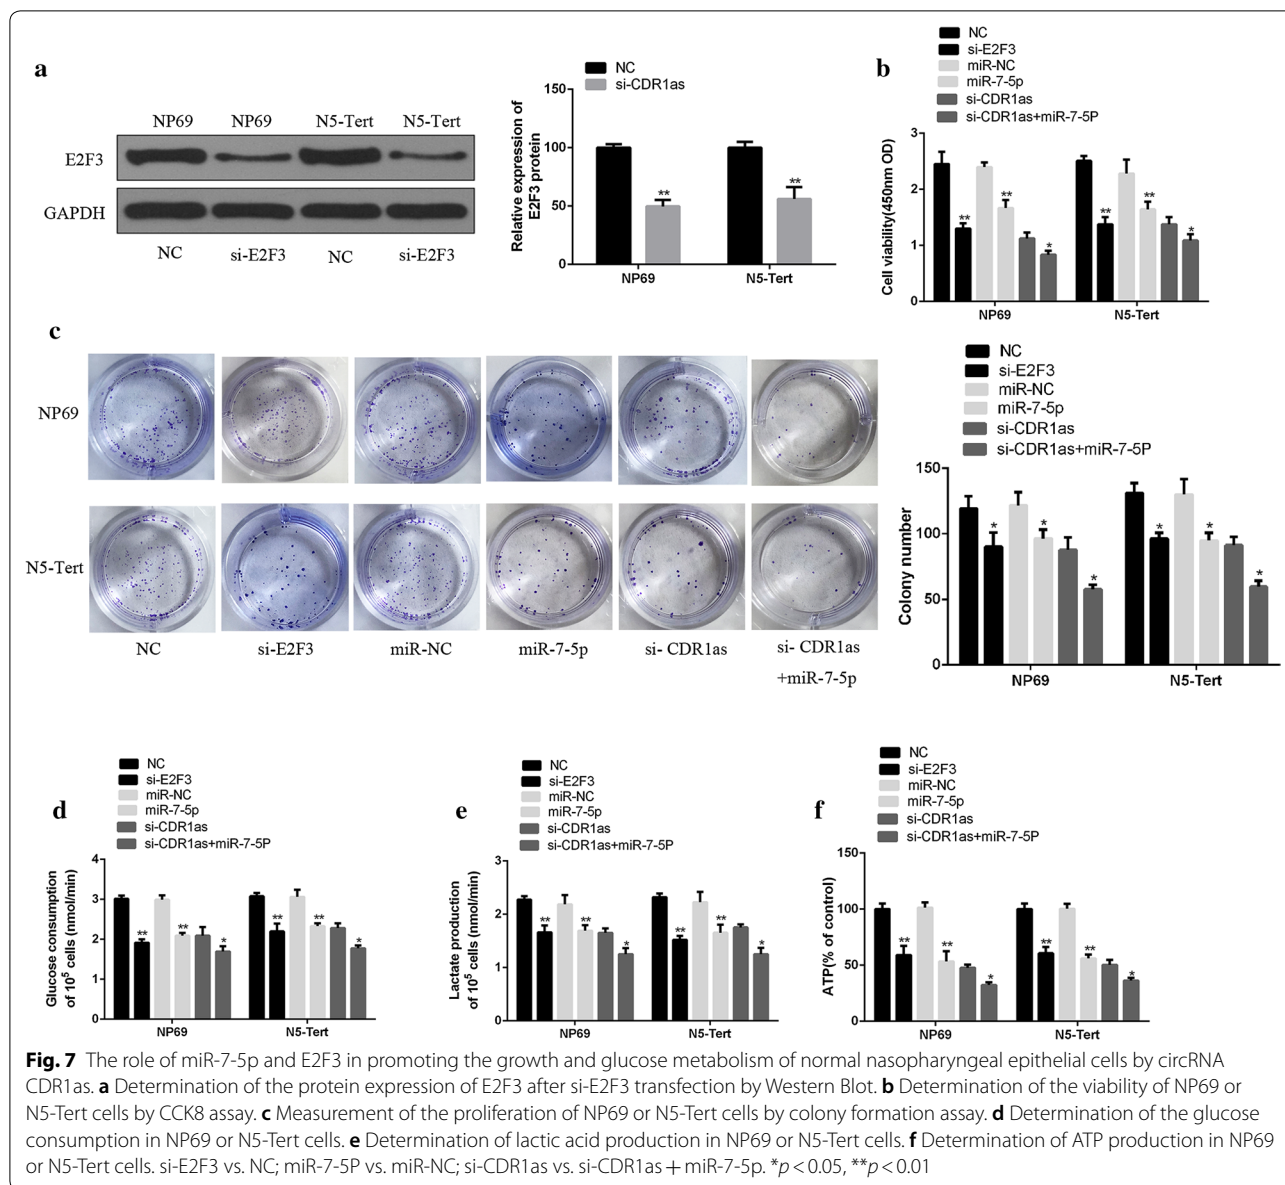 a
NP69 NP69 N5-Tert N5-Tert
E2F3
GAPDH
NC si-E2F3 NC si-E2F3
NC
si-CDR1as
Relative expression of
E2F3 protein
150
100
50
0
**
**
NP69 N5-Tert
b
NC
si-E2F3
miR-NC
miR-7-5p
si-CDR1as
si-CDR1as+miR-7-5P
Cell viability(450nm OD)
3
2
1
0
** ** * ** ** *
NP69 N5-Tert
c
NP69
N5-Tert
NC si-E2F3 miR-NC miR-7-5p si- CDR1as si- CDR1as
+miR-7-5p
NC
si-E2F3
miR-NC
miR-7-5p
si-CDR1as
si-CDR1as+miR-7-5P
Colony number
150
100
50
0
* * * * * *
NP69 N5-Tert
d
NC
si-E2F3
miR-NC
miR-7-5p
si-CDR1as
si-CDR1as+miR-7-5P
Glucose consumption
of 10⁵ cells (nmol/min)
4
3
2
1
0
** ** * ** ** *
NP69 N5-Tert
e
NC
si-E2F3
miR-NC
miR-7-5p
si-CDR1as
si-CDR1as+miR-7-5P
Lactate production
of 10⁵ cells (nmol/min)
3
2
1
0
** ** * ** ** *
NP69 N5-Tert
f
NC
si-E2F3
miR-NC
miR-7-5p
si-CDR1as
si-CDR1as+miR-7-5P
ATP(% of control)
150
100
50
0
** ** * ** ** *
NP69 N5-Tert
Fig. 7 The role of miR-7-5p and E2F3 in promoting the growth and glucose metabolism of normal nasopharyngeal epithelial cells by circRNA
CDR1as. a Determination of the protein expression of E2F3 after si-E2F3 transfection by Western Blot. b Determination of the viability of NP69 or
N5-Tert cells by CCK8 assay. c Measurement of the proliferation of NP69 or N5-Tert cells by colony formation assay. d Determination of the glucose
consumption in NP69 or N5-Tert cells. e Determination of lactic acid production in NP69 or N5-Tert cells. f Determination of ATP production in NP69
or N5-Tert cells. si-E2F3 vs. NC; miR-7-5P vs. miR-NC; si-CDR1as vs. si-CDR1as + miR-7-5p. *p < 0.05, **p < 0.01